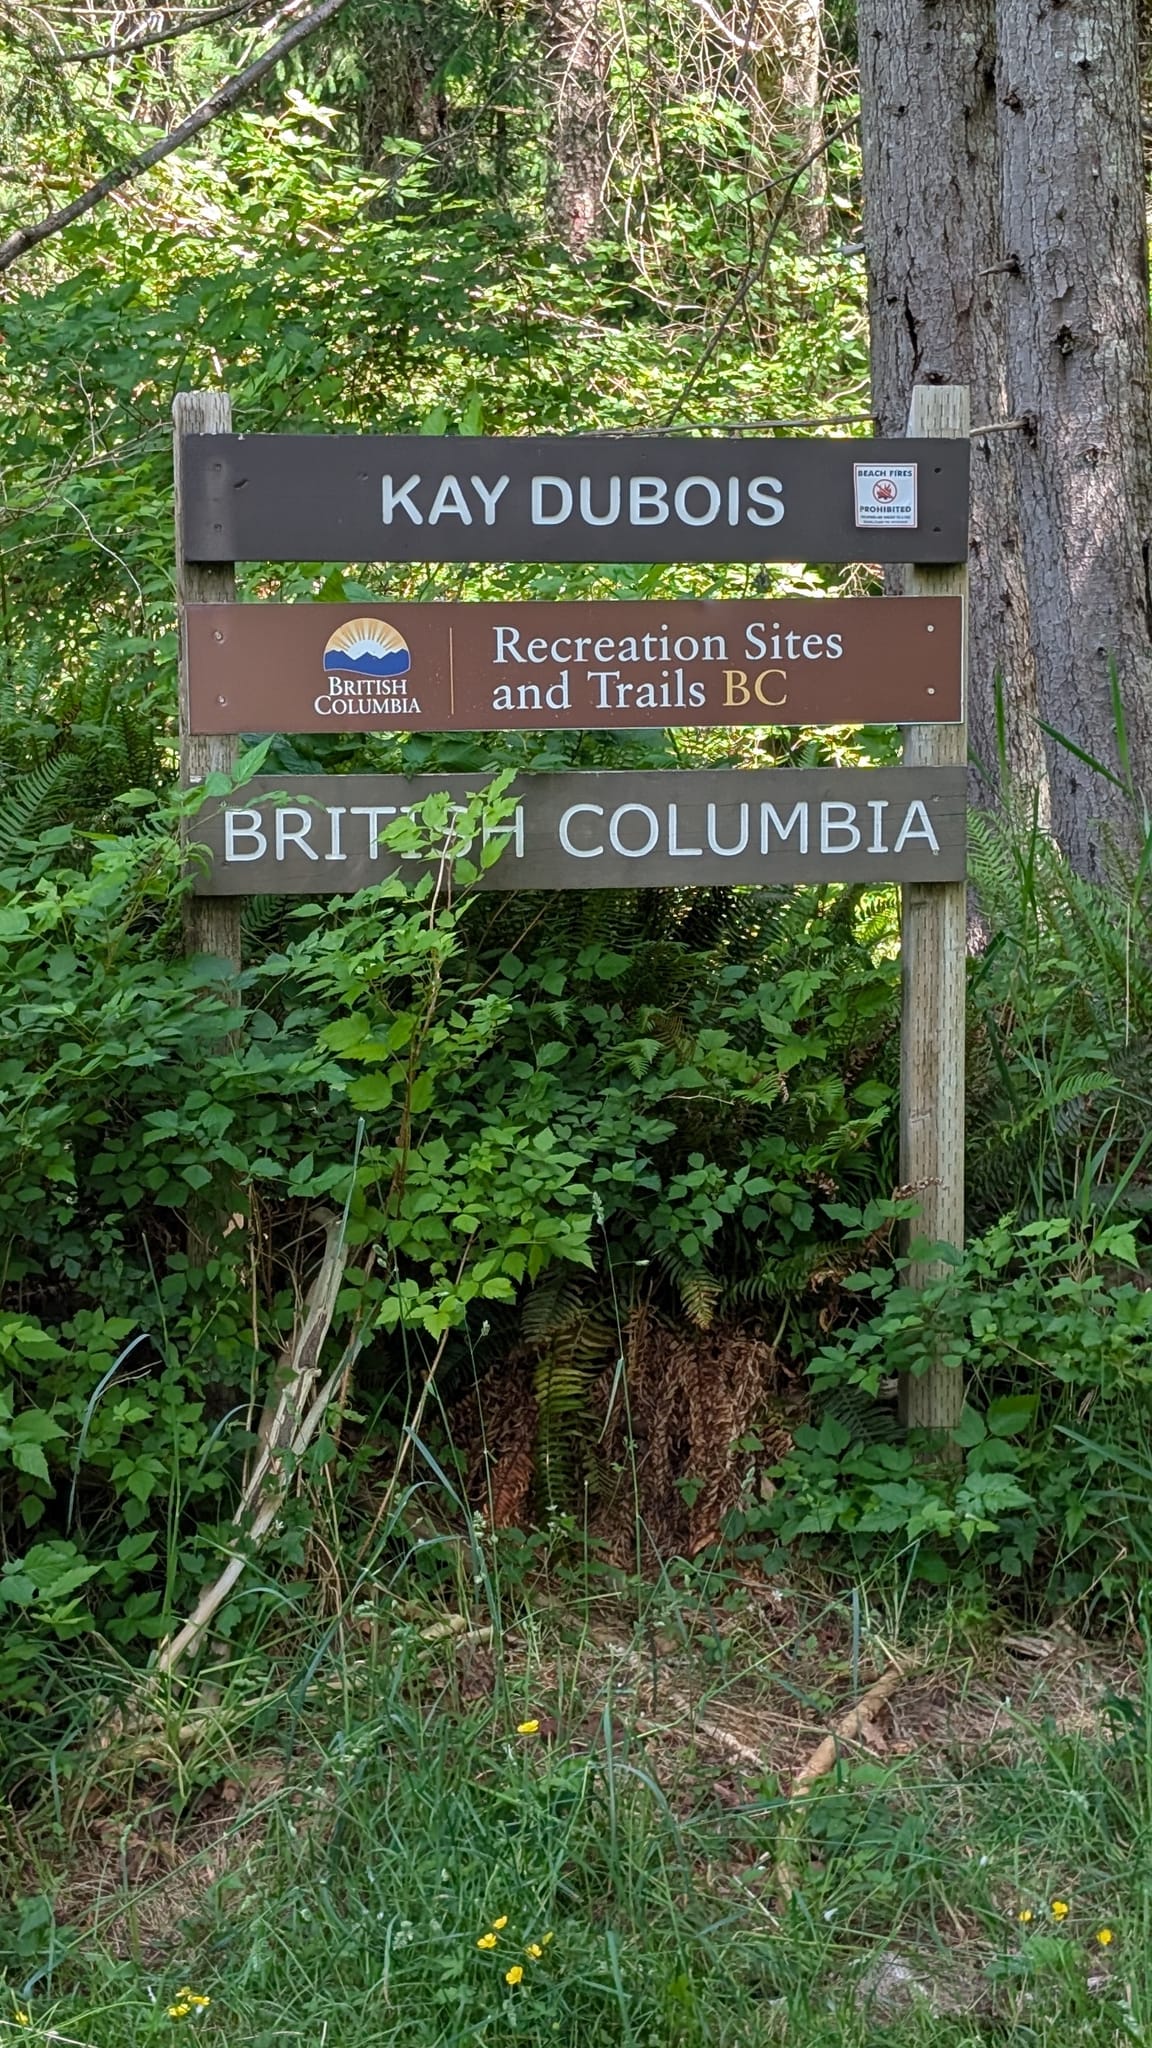 KAY DUBOIS
BEACH FIRES
PROHIBITED
BRITISH
COLUMBIA
Recreation Sites
and Trails BC
BRITISH COLUMBIA